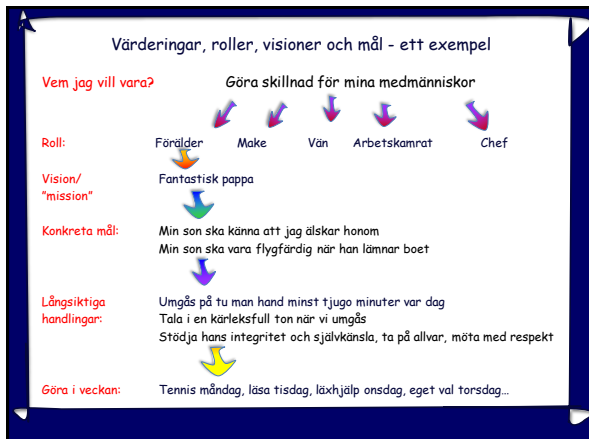 Värderingar, roller, visioner och mål - ett exempel
Vem jag vill vara? Göra skillnad för mina medmänniskor
Roll: Förälder Make Vän Arbetskamrat Chef
Vision/ Fantastisk pappa
"mission"
Konkreta mål: Min son ska känna att jag älskar honom
Min son ska vara flygfärdig när han lämnar boet
Långsiktiga Umgås på tu man hand minst tjugo minuter var dag
handlingar: Tala i en kärleksfull ton när vi umgås
Stödja hans integritet och självkänsla, ta på allvar, möta med respekt
Göra i veckan: Tennis måndag, läsa tisdag, läxhjälp onsdag, eget val torsdag…